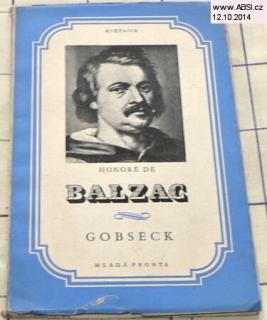 www.ABSI.cz
12.10.2014
KVĚTNICE
HONORÉ DE
BALZAC
GOBSECK
MLADÁ FRONTA